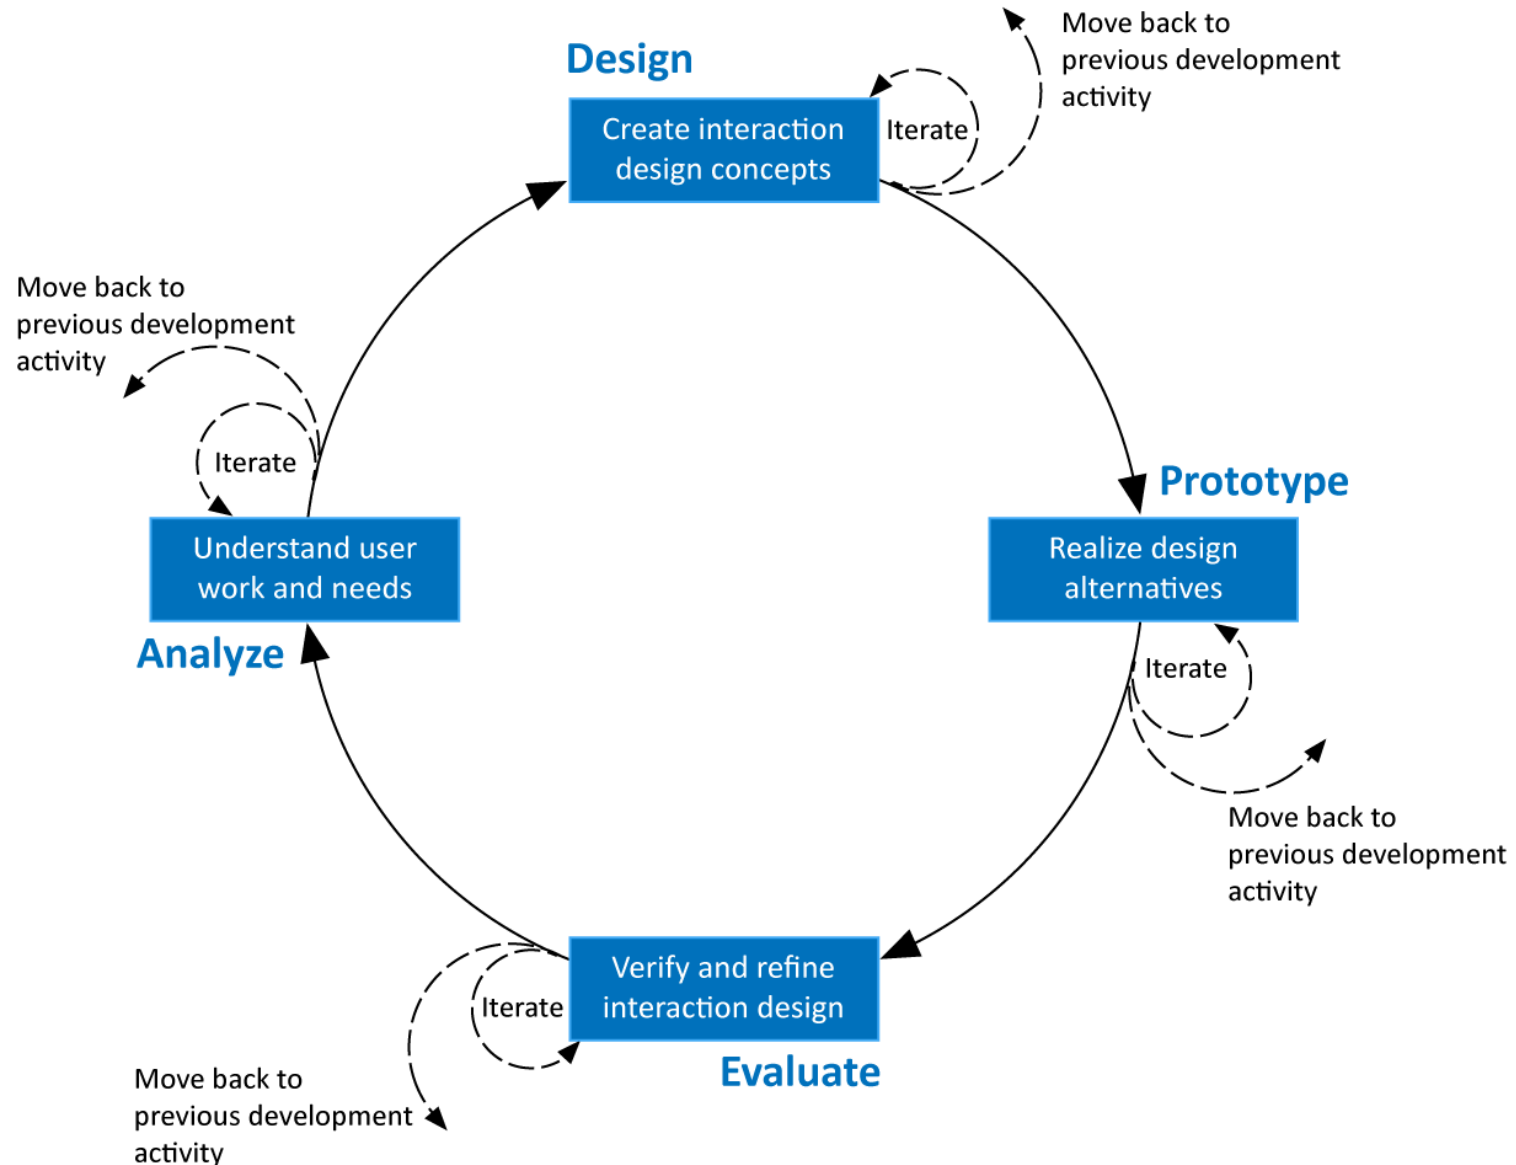 Design
Create interaction
design concepts
Iterate
Move back to
previous development
activity
Prototype
Realize design
alternatives
Iterate
Move back to
previous development
activity
Evaluate
Verify and refine
interaction design
Iterate
Move back to
previous development
activity
Analyze
Understand user
work and needs
Iterate
Move back to
previous development
activity